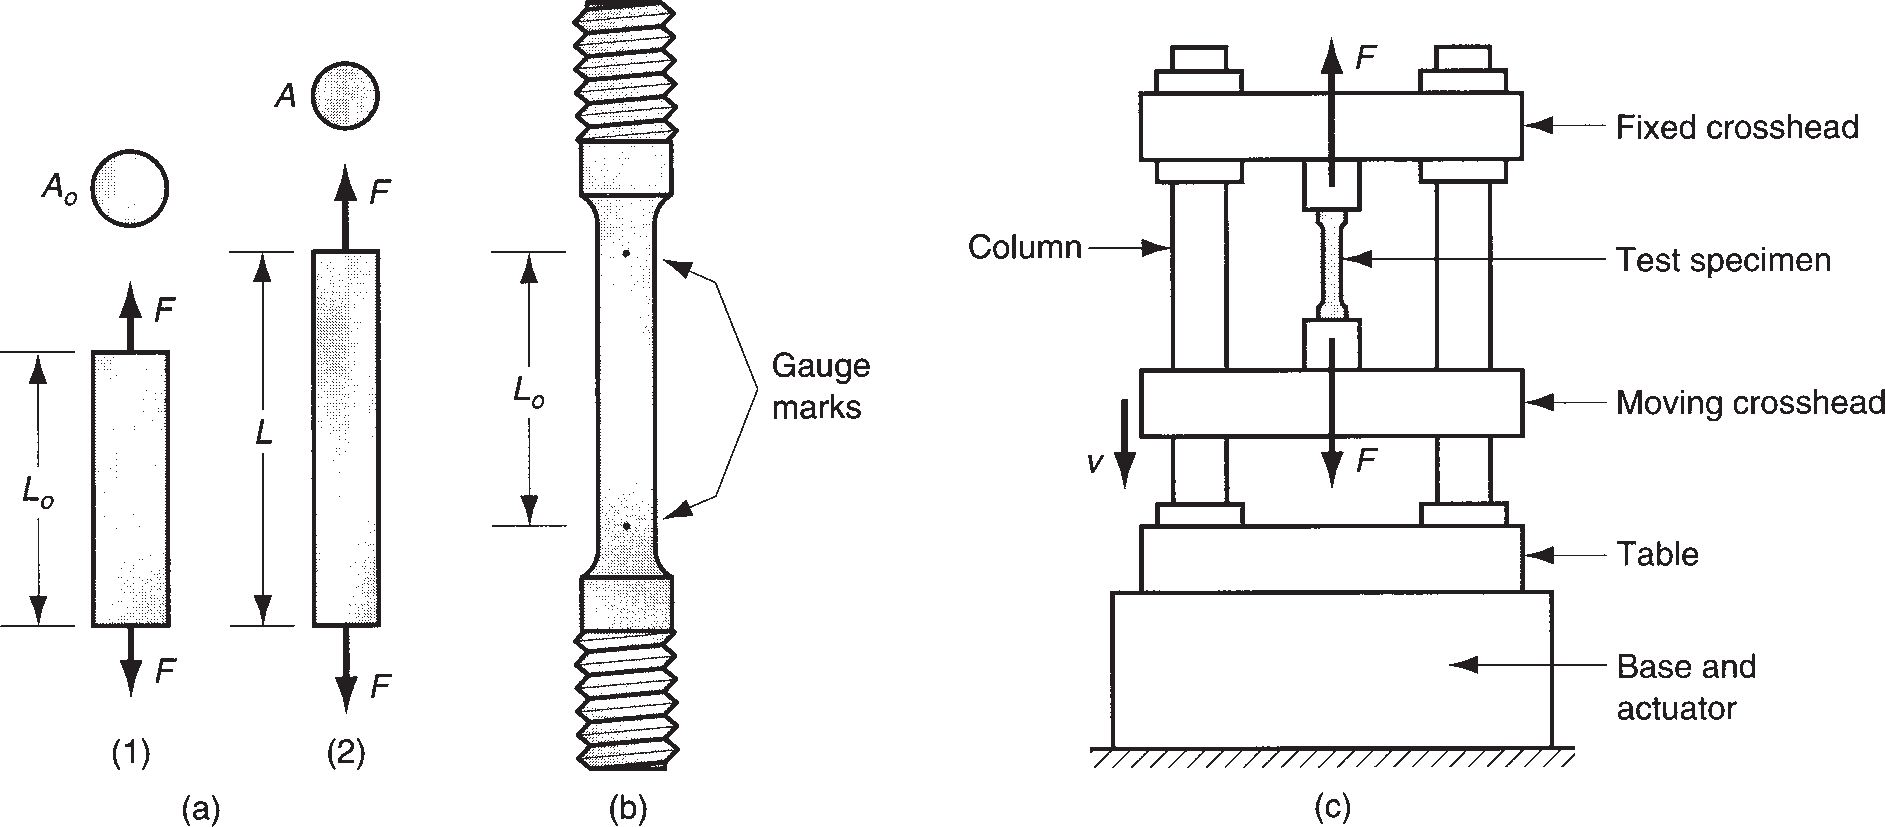 A
Ao
F
F
Lo
F
(1)
F
L
F
(2)
(a)
Lo
Gauge
marks
(b)
F
Fixed crosshead
Column
Test specimen
Moving crosshead
v
F
Table
Base and
actuator
(c)